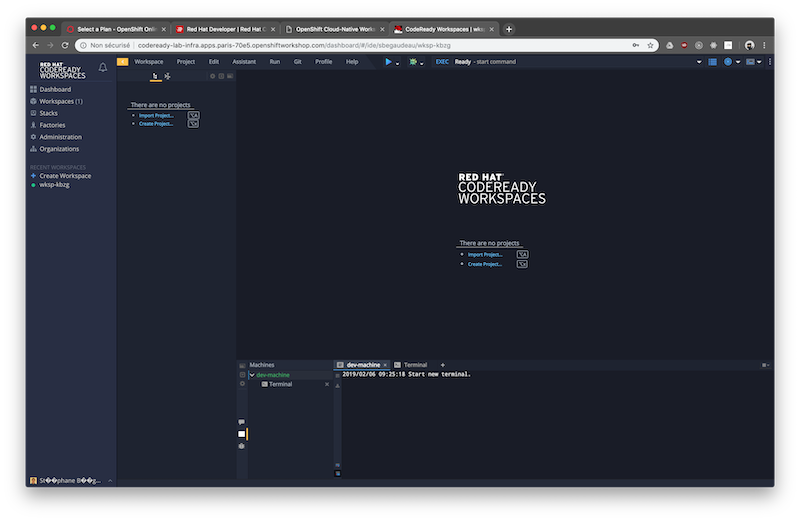 Select a Plan - OpenShift Onlin
Red Hat Developer | Red Hat C
OpenShift Cloud-Native Works
CodeReady Workspaces | wksp
Non sécurisé | codeready-lab-infra.apps.paris-70e5.openshiftworkshop.com/dashboard/#/ide/sbegaudeau/wksp-kbzg
RED HAT
CODEREADY
WORKSPACES
Workspace Project Edit Assistant Run Git Profile Help EXEC Ready - start command
Dashboard
Workspaces (1)
Stacks
Factories
Administration
Organizations
RECENT WORKSPACES
Create Workspace
wksp-kbzg
There are no projects
Import Project...
Create Project...
RED HAT
CODEREADY
WORKSPACES
There are no projects
Import Project...
Create Project...
Machines
dev-machine
Terminal
dev-machine
Terminal
2019/02/06 09:25:18 Start new terminal.
St��phane B��g...